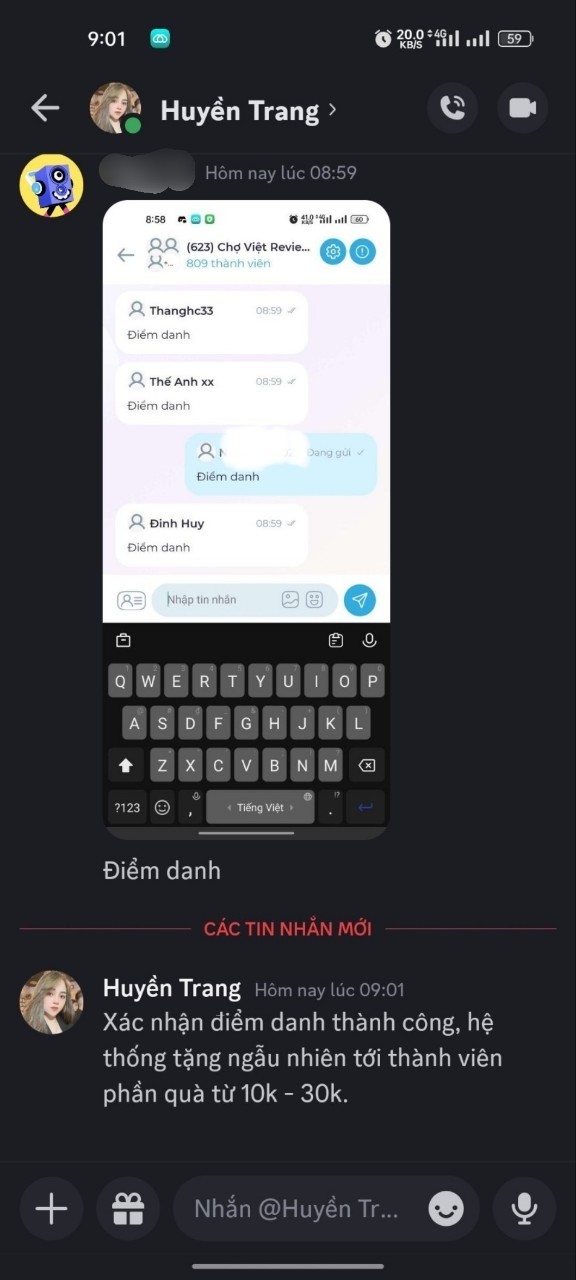 9:01
20.0 KB/S 4G 59
Huyền Trang
Hôm nay lúc 08:59
8:58
41.0 KB/S 4G 60
(623) Chợ Việt Revie...
809 thành viên
Thanghc33 08:59
Điểm danh
Thế Anh xx 08:59
Điểm danh
Đang gửi
Điểm danh
Đinh Huy 08:59
Điểm danh
Nhập tin nhắn
Q W E R T Y U I O P
A S D F G H J K L
Z X C V B N M
?123 , Tiếng Việt .
Điểm danh
CÁC TIN NHẮN MỚI
Huyền Trang Hôm nay lúc 09:01
Xác nhận điểm danh thành công, hệ
thống tặng ngẫu nhiên tới thành viên
phần quà từ 10k - 30k.
Nhắn @Huyền Tr...